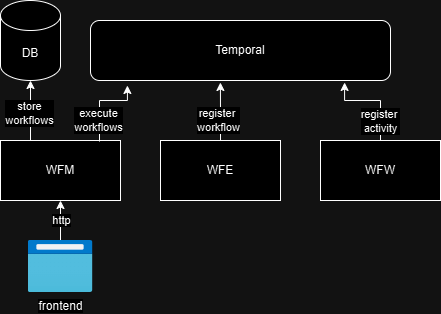 DB
Temporal
store
workflows
execute
workflows
register
workflow
register
activity
WFM
WFE
WFW
http
frontend